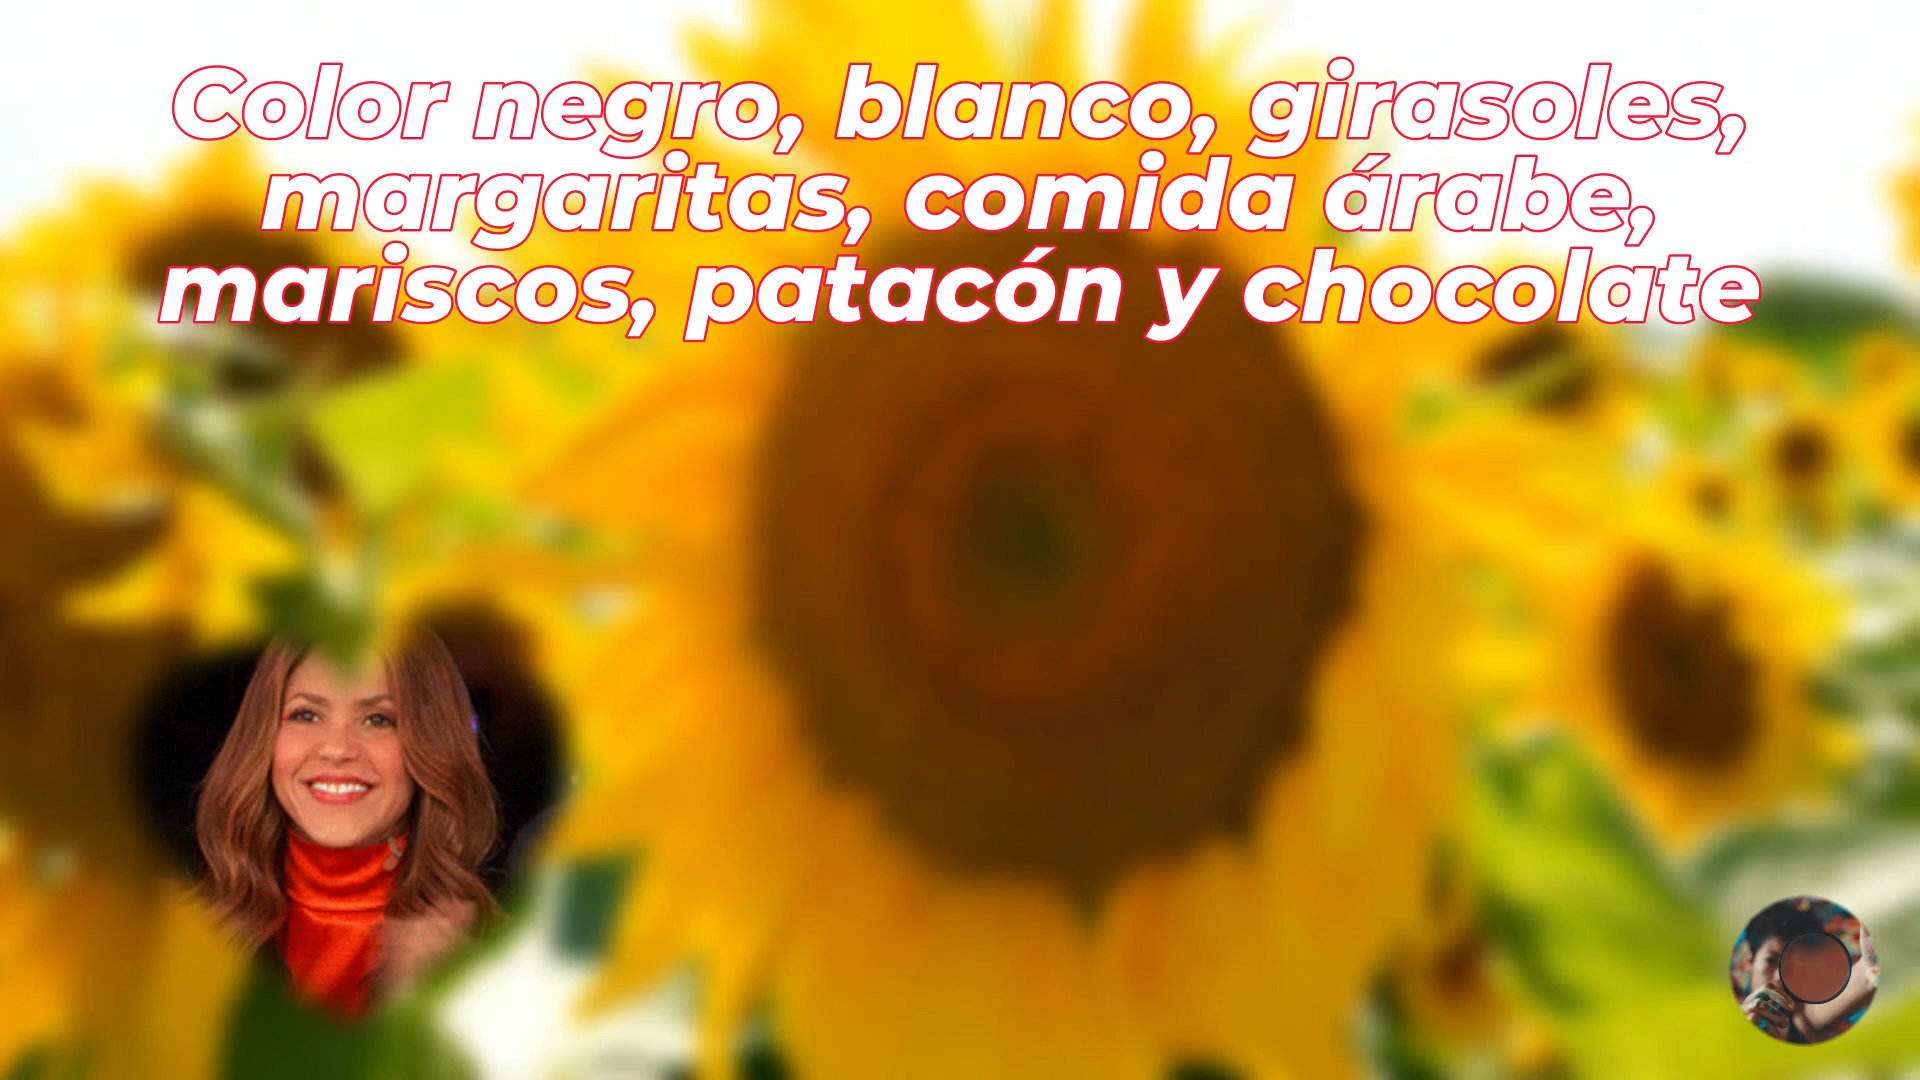 Color negro, blanco, girasoles,
margaritas, comida árabe,
mariscos, patacón y chocolate